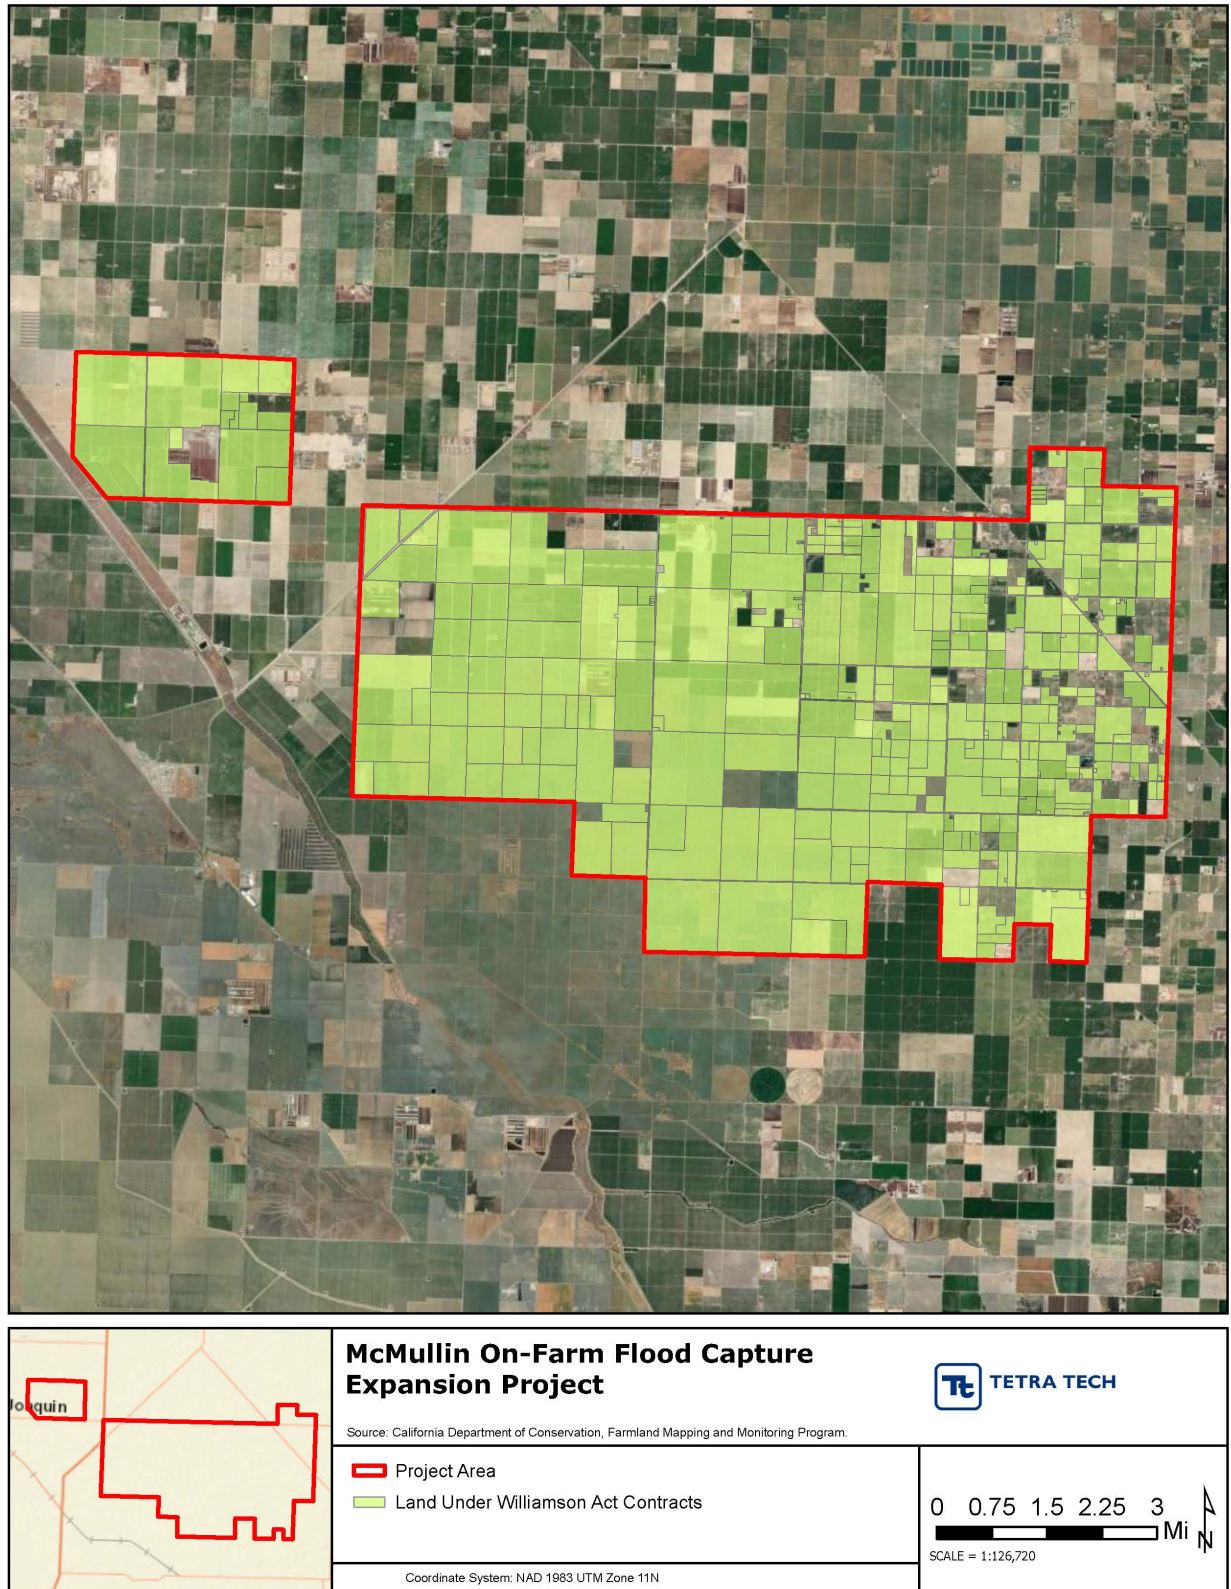 Joaquin
McMullin On-Farm Flood Capture
Expansion Project
Source: California Department of Conservation, Farmland Mapping and Monitoring Program.
Tt TETRA TECH
Project Area
Land Under Williamson Act Contracts
0 0.75 1.5 2.25 3
Mi
N
SCALE = 1:126,720
Coordinate System: NAD 1983 UTM Zone 11N